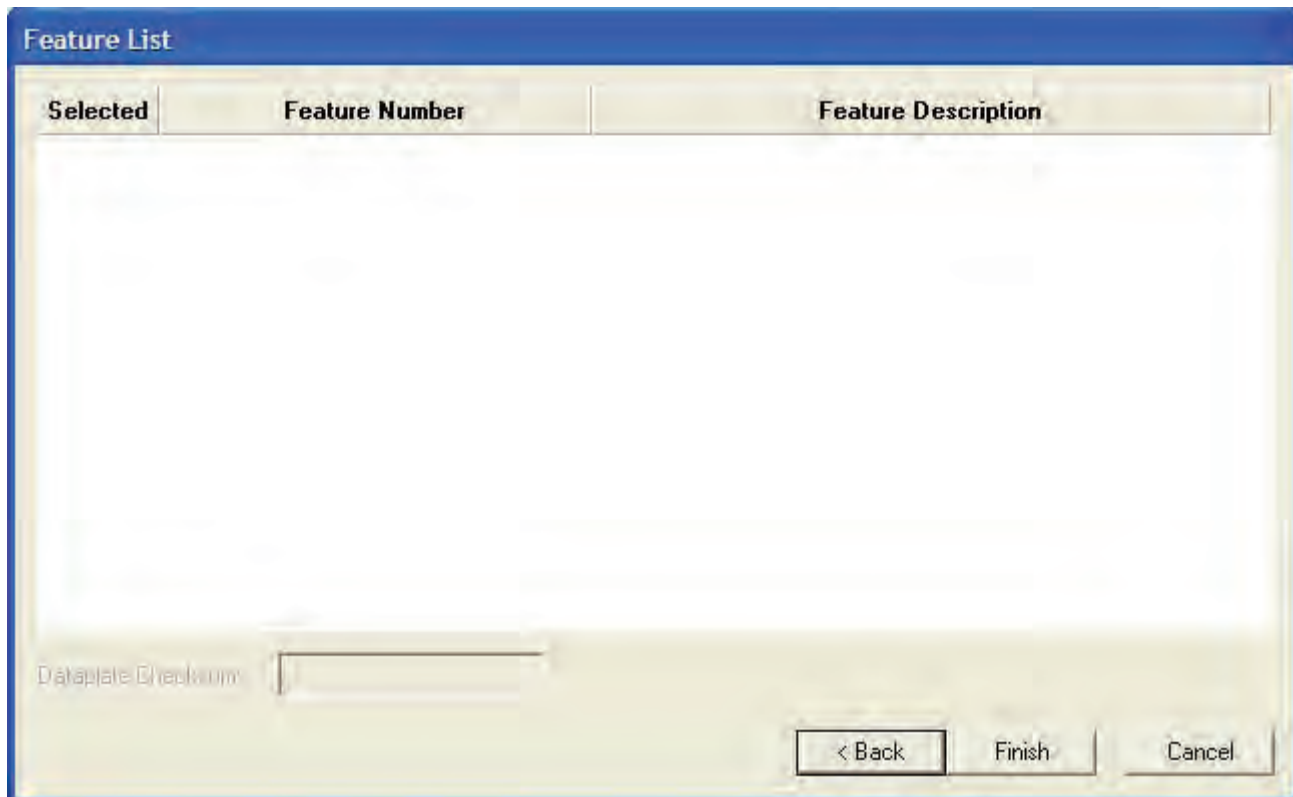 Feature List
Selected Feature Number Feature Description
Dataplate Checksum:
< Back Finish Cancel